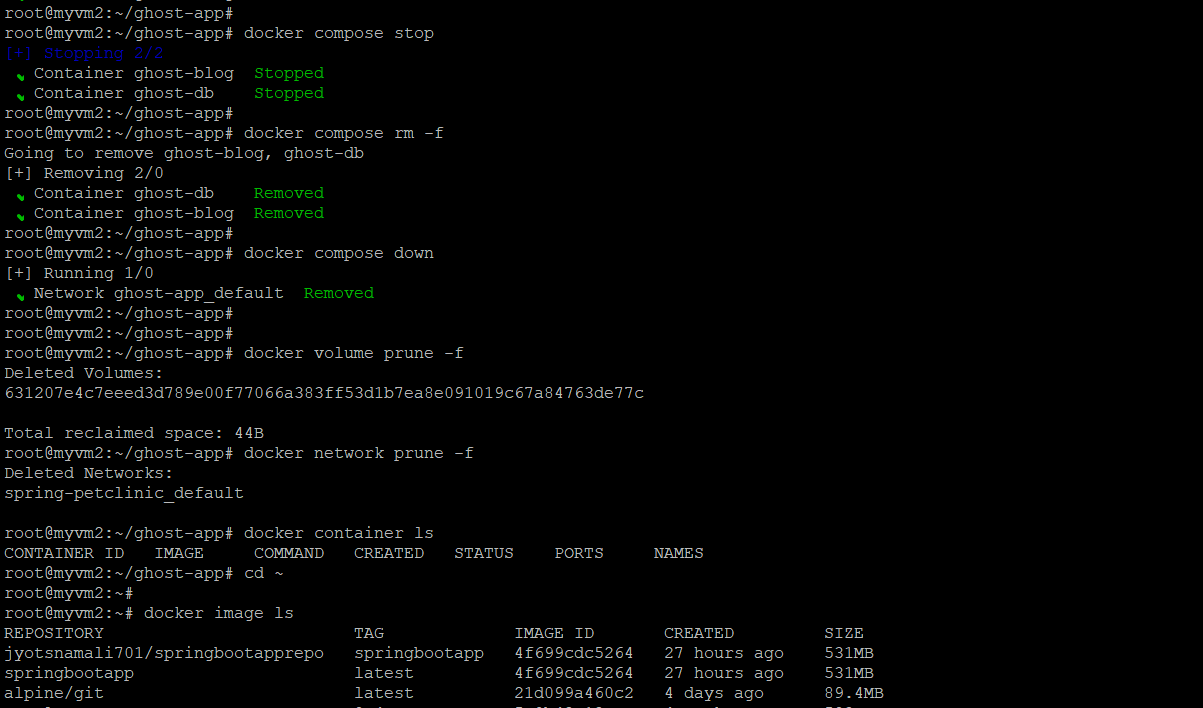 root@myvm2:~/ghost-app#
root@myvm2:~/ghost-app# docker compose stop
[+] Stopping 2/2
Container ghost-blog Stopped
Container ghost-db Stopped
root@myvm2:~/ghost-app#
root@myvm2:~/ghost-app# docker compose rm -f
Going to remove ghost-blog, ghost-db
[+] Removing 2/0
Container ghost-db Removed
Container ghost-blog Removed
root@myvm2:~/ghost-app#
root@myvm2:~/ghost-app# docker compose down
[+] Running 1/0
Network ghost-app_default Removed
root@myvm2:~/ghost-app#
root@myvm2:~/ghost-app#
root@myvm2:~/ghost-app# docker volume prune -f
Deleted Volumes:
631207e4c7eeed3d789e00f77066a383ff53d1b7ea8e091019c67a84763de77c
Total reclaimed space: 44B
root@myvm2:~/ghost-app# docker network prune -f
Deleted Networks:
spring-petclinic_default
root@myvm2:~/ghost-app# docker container ls
CONTAINER ID IMAGE COMMAND CREATED STATUS PORTS NAMES
root@myvm2:~/ghost-app# cd ~
root@myvm2:~#
root@myvm2:~# docker image ls
REPOSITORY TAG IMAGE ID CREATED SIZE
jyotsnamali701/springbootapprepo springbootapp 4f699cdc5264 27 hours ago 531MB
springbootapp latest 4f699cdc5264 27 hours ago 531MB
alpine/git latest 21d099a460c2 4 days ago 89.4MB